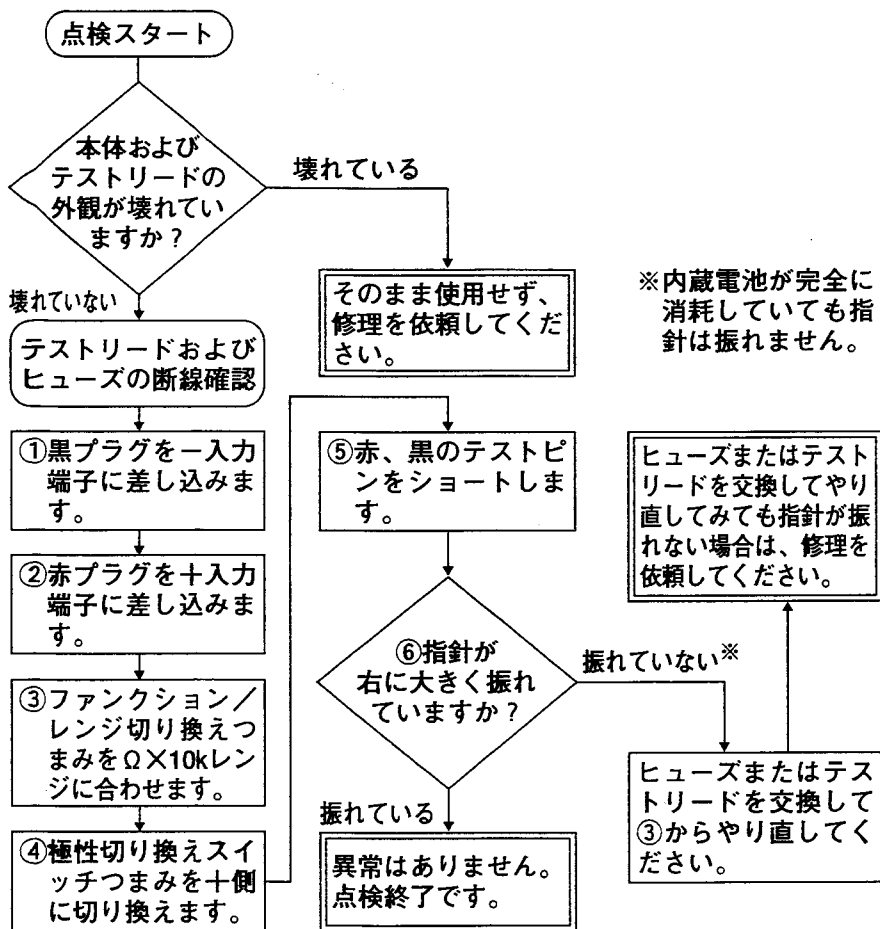 点検スタート
本体および
テストリードの
外観が壊れてい
ますか？
壊れている
そのまま使用せず、
修理を依頼してくだ
さい。
壊れていない
テストリードおよび
ヒューズの断線確認
①黒プラグを－入力
端子に差し込みま
す。
②赤プラグを＋入力
端子に差し込みま
す。
③ファンクション／
レンジ切り換えつ
まみをΩ×10kレン
ジに合わせます。
④極性切り換えスイ
ッチつまみを＋側
に切り換えます。
⑤赤、黒のテストピ
ンをショートしま
す。
⑥指針が
右に大きく振れ
ていますか？
振れている
異常はありません。
点検終了です。
振れていない※
ヒューズまたはテス
トリードを交換して
③からやり直してく
ださい。
ヒューズまたはテスト
リードを交換してやり
直してみても指針が振
れない場合は、修理を
依頼してください。
※内蔵電池が完全に
消耗していても指
針は振れません。